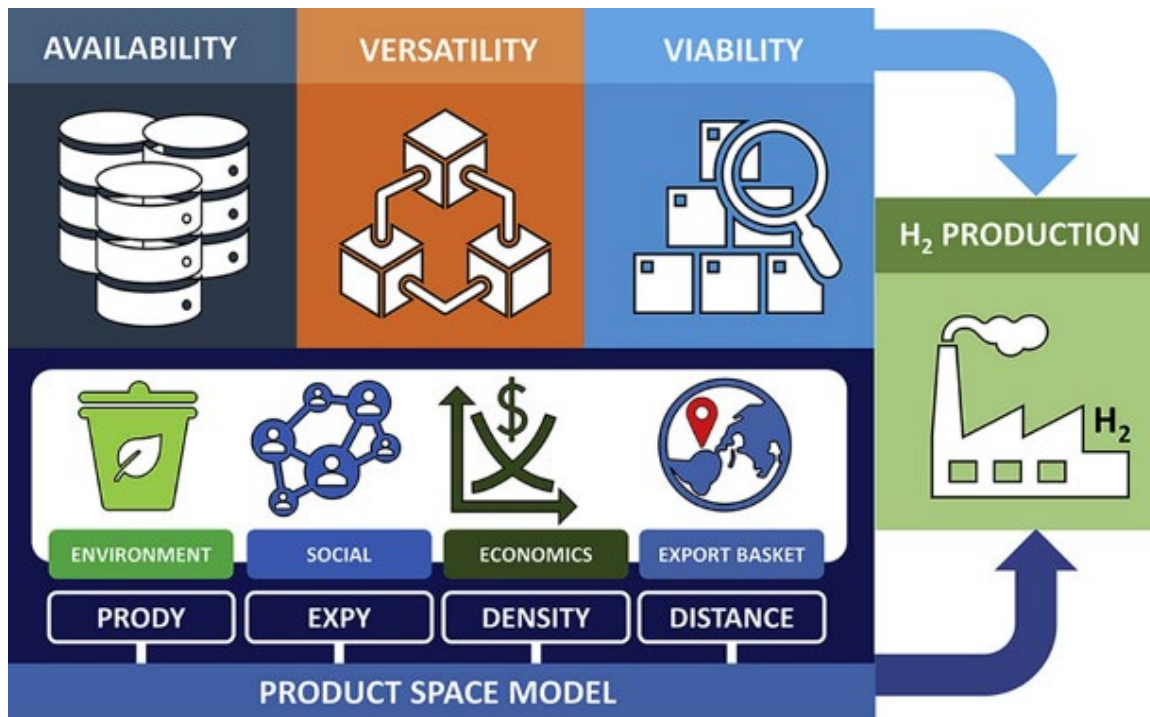 AVAILABILITY
VERSATILITY
VIABILITY
H₂ PRODUCTION
H₂
$
ENVIRONMENT
SOCIAL
ECONOMICS
EXPORT BASKET
PRODY
EXPY
DENSITY
DISTANCE
PRODUCT SPACE MODEL